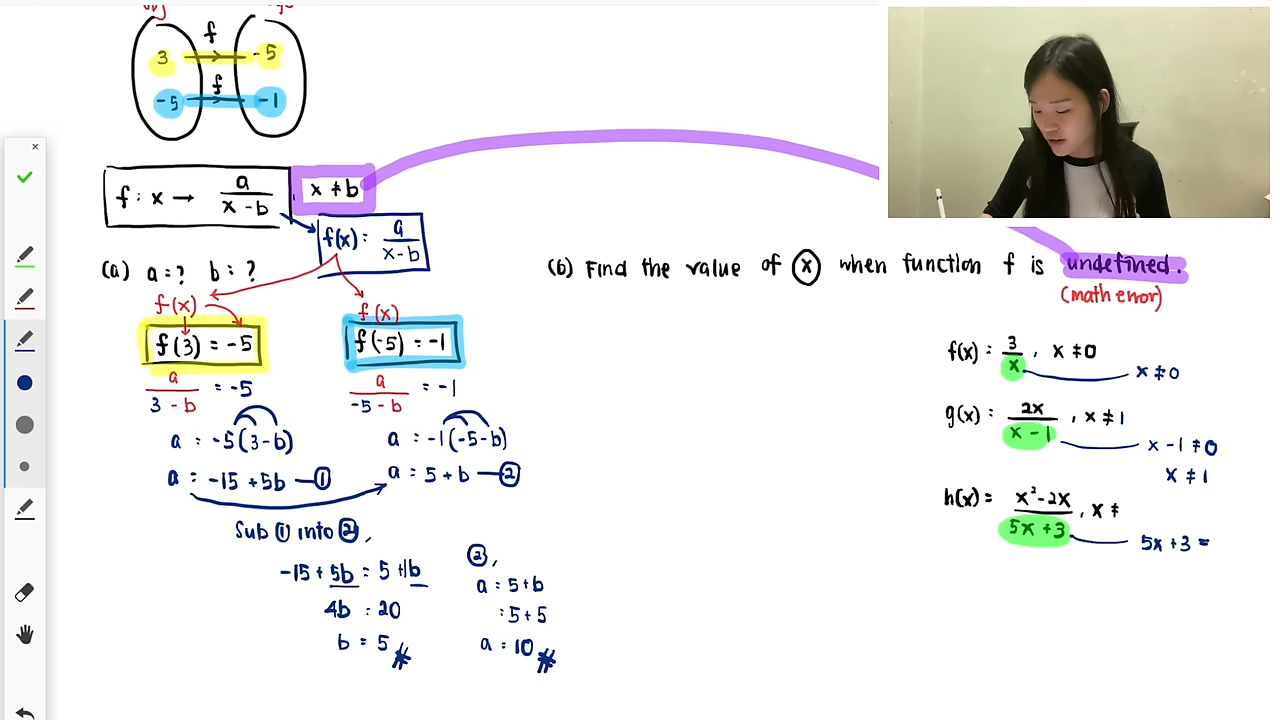 f
3 -5
f
-5 -1
f : x → a/(x - b) , x ≠ b
f(x) : a/(x-b)
(a) a = ? b = ?
(b) Find the value of x when function f is undefined.
(math error)
f(x) f(x)
f(3) = -5 f(-5) = -1
a/(3 - b) = -5 a/(-5 - b) = -1
a = -5(3-b) a = -1(-5-b)
a = -15 + 5b — ① a = 5 + b — ②
Sub ① into ②,
-15 + 5b = 5 + 1b
4b = 20
b = 5 #
②,
a = 5+b
= 5+5
a = 10 #
f(x) = 3/x , x ≠ 0 x ≠ 0
g(x) = 2x/(x - 1) , x ≠ 1 x - 1 ≠ 0
x ≠ 1
h(x) = (x²-2x)/(5x + 3) , x ≠ 5x + 3 =